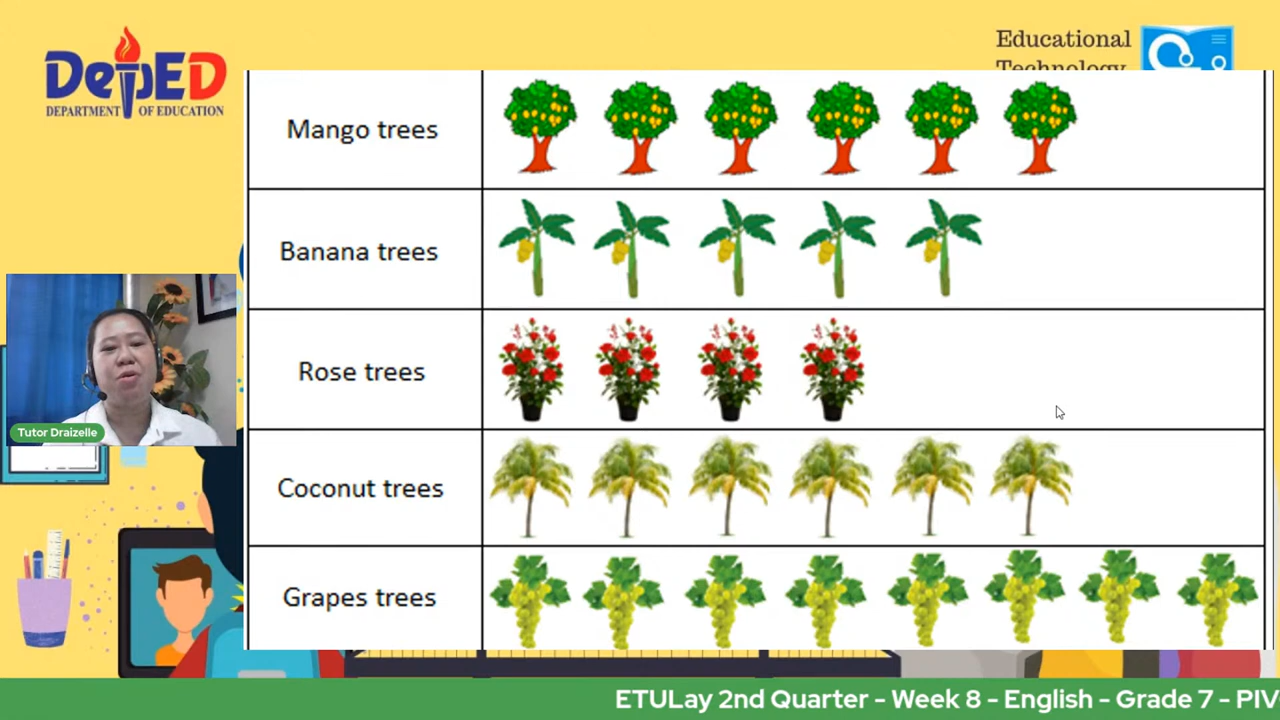 DepED
DEPARTMENT OF EDUCATION
Educational
Technology
Mango trees
Banana trees
Rose trees
Coconut trees
Grapes trees
Tutor Draizelle
ETULay 2nd Quarter - Week 8 - English - Grade 7 - PIV